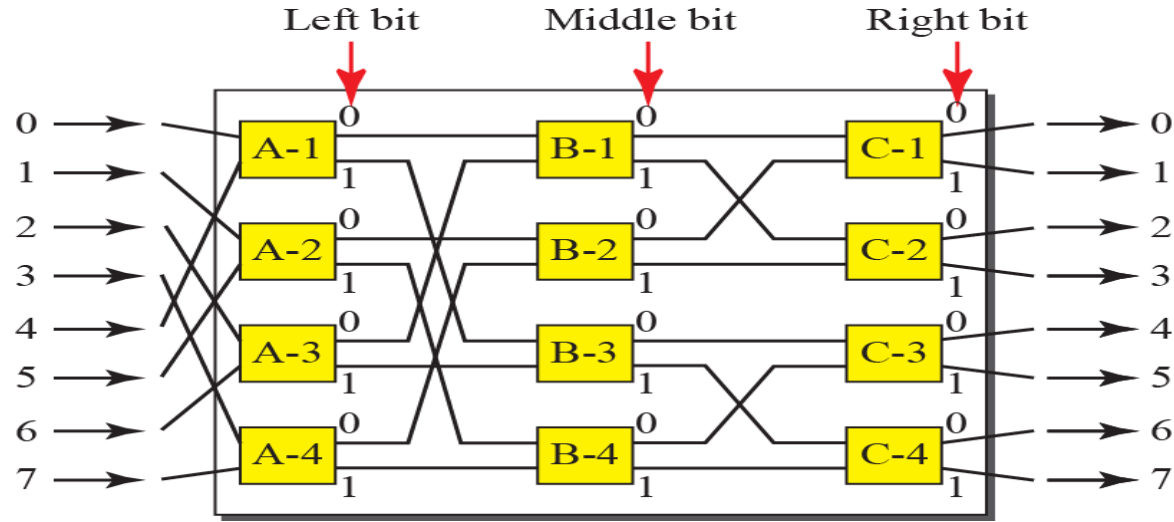 Left bit Middle bit Right bit
0 0 0
0 A-1 B-1 C-1 0
1 1 1 1
1 0 0 0
2 A-2 B-2 C-2 2
1 1 1
3 3
0 0 0
4 A-3 B-3 C-3 4
5 1 1 1 5
0 0 0
6 A-4 B-4 C-4 6
7 1 1 1 7